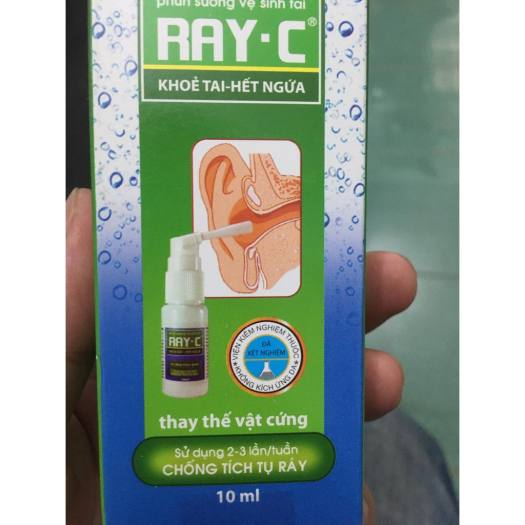 phun sương vệ sinh tai
RAY·C®
KHOẺ TAI-HẾT NGỨA
RAY·C
VIỆN KIỂM NGHIỆM THUỐC
ĐÃ
XÉT NGHIỆM
KHÔNG KÍCH ỨNG DA
thay thế vật cứng
Sử dụng 2-3 lần/tuần
CHỐNG TÍCH TỤ RÁY
10 ml